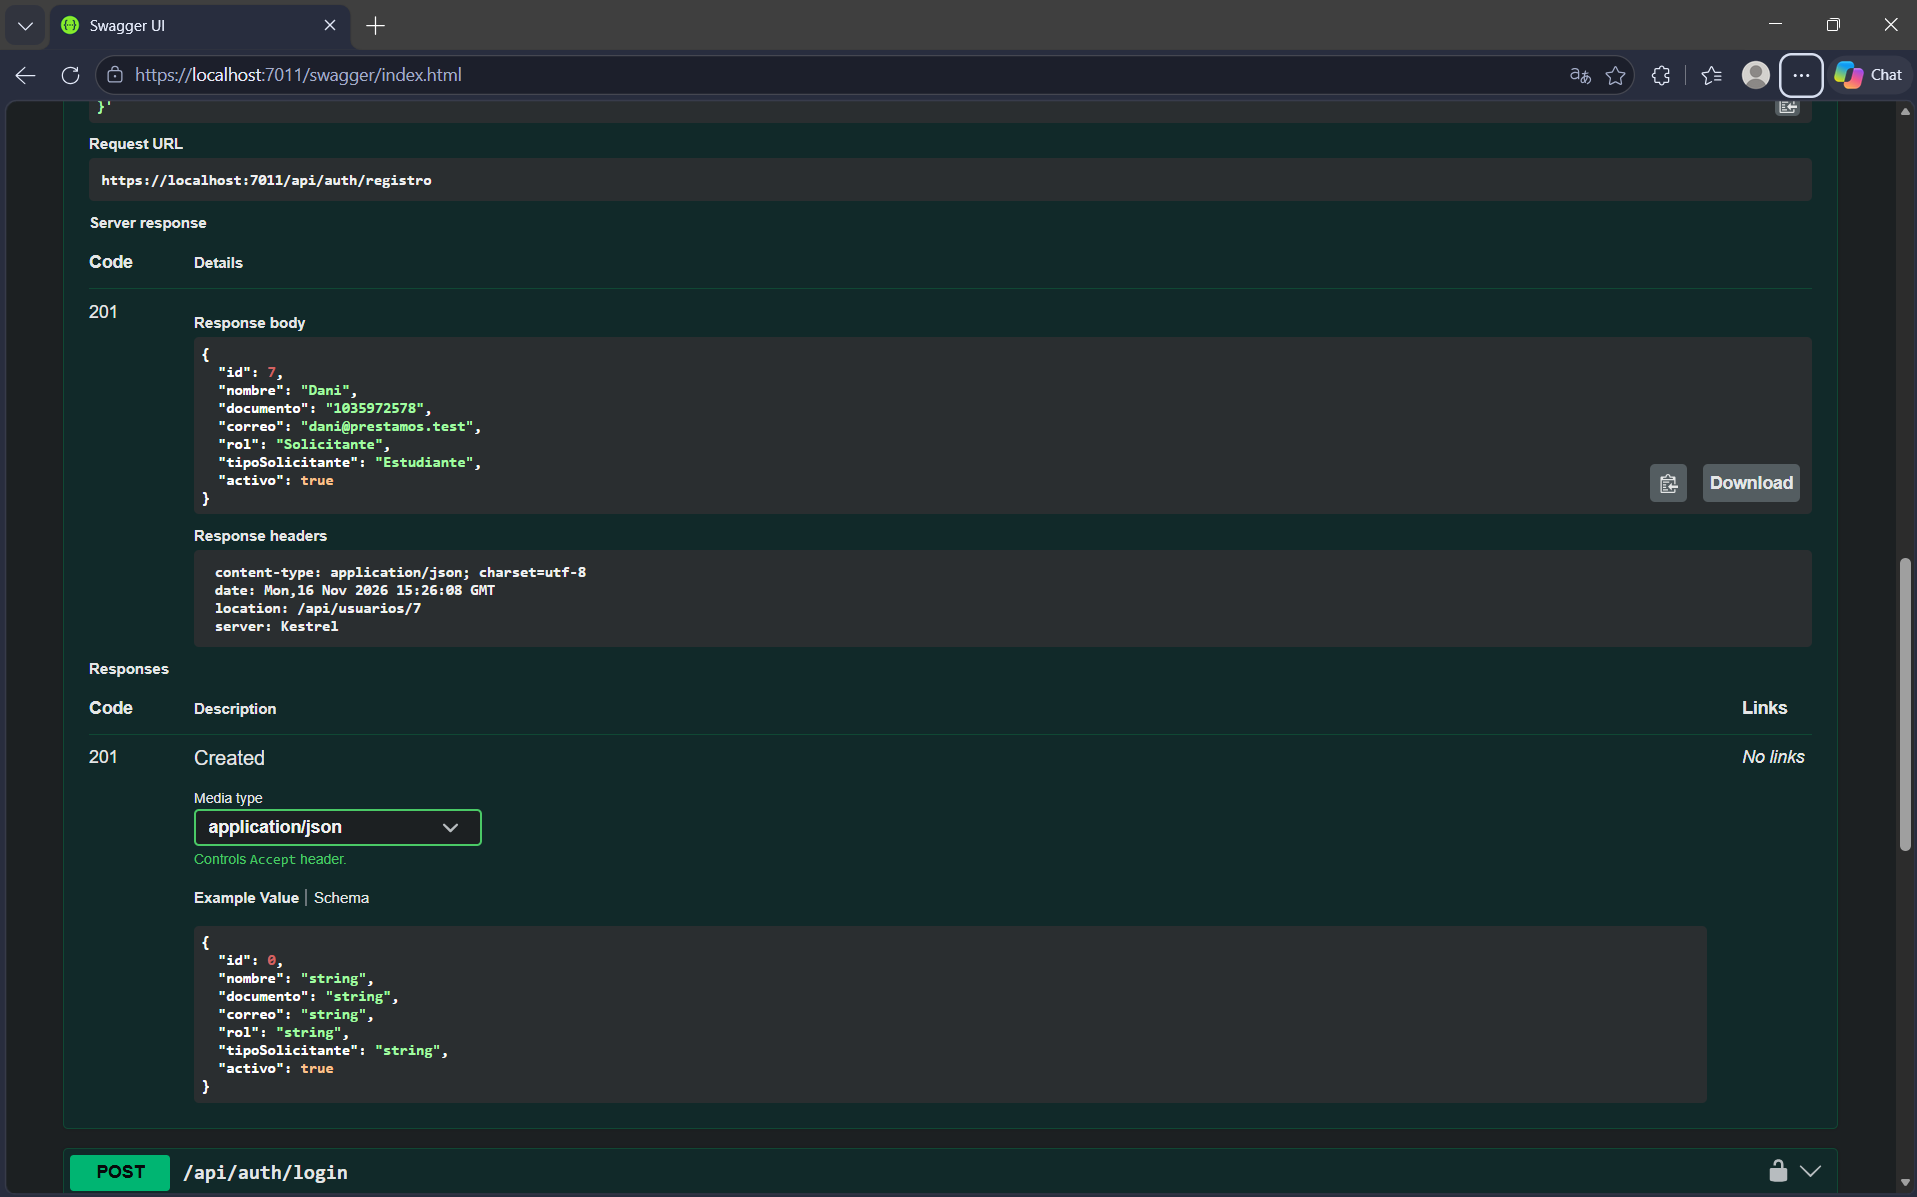 Swagger UI
https://localhost:7011/swagger/index.html
Chat
}'
Request URL
https://localhost:7011/api/auth/registro
Server response
Code
Details
201
Response body
{
"id": 7,
"nombre": "Dani",
"documento": "1035972578",
"correo": "dani@prestamos.test",
"rol": "Solicitante",
"tipoSolicitante": "Estudiante",
"activo": true
}
Download
Response headers
content-type: application/json; charset=utf-8
date: Mon,16 Nov 2026 15:26:08 GMT
location: /api/usuarios/7
server: Kestrel
Responses
Code
Description
Links
201
Created
No links
Media type
application/json
Controls Accept header.
Example Value | Schema
{
"id": 0,
"nombre": "string",
"documento": "string",
"correo": "string",
"rol": "string",
"tipoSolicitante": "string",
"activo": true
}
POST /api/auth/login